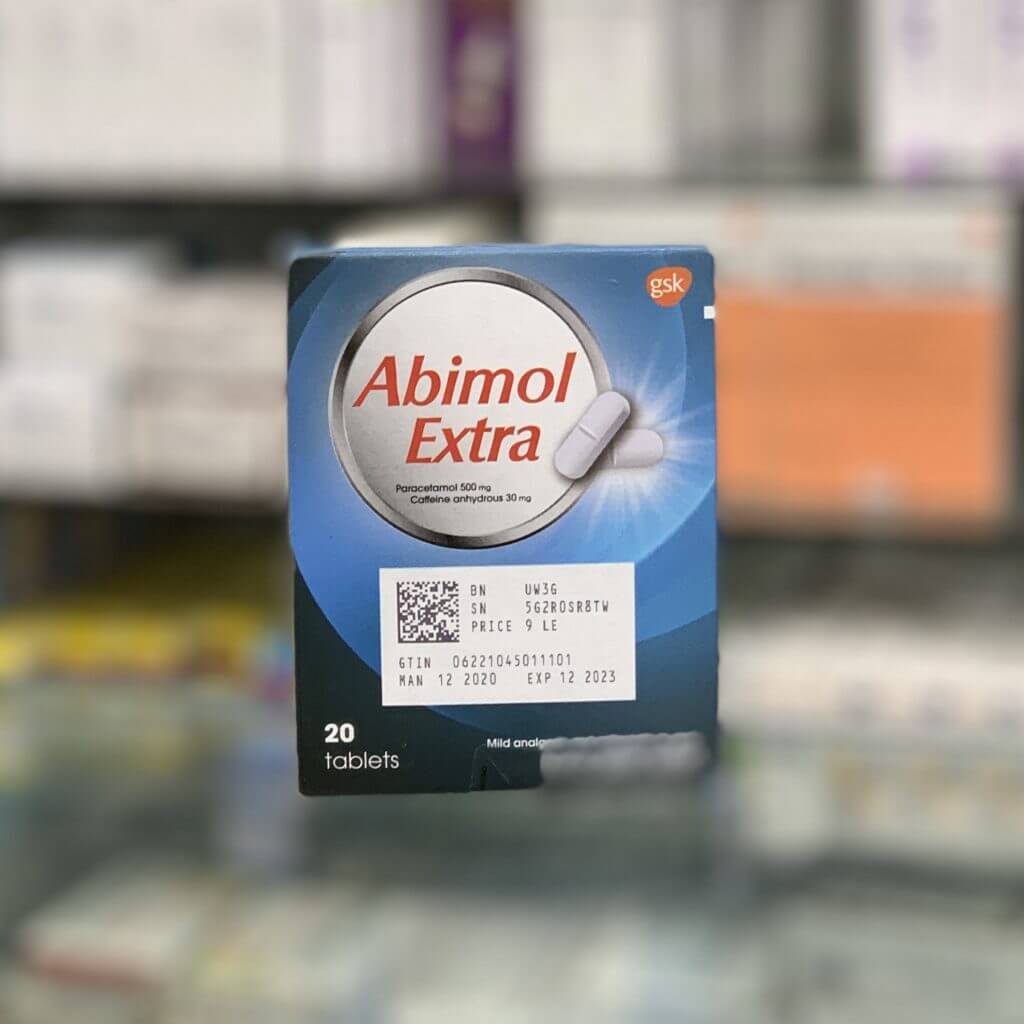 gsk
Abimol
Extra
Paracetamol 500 mg
Caffeine anhydrous 30 mg
BN UW3G
SN 5G2ROSR8TW
PRICE 9 LE
GTIN 06221045011101
MAN 12 2020 EXP 12 2023
20
tablets
Mild